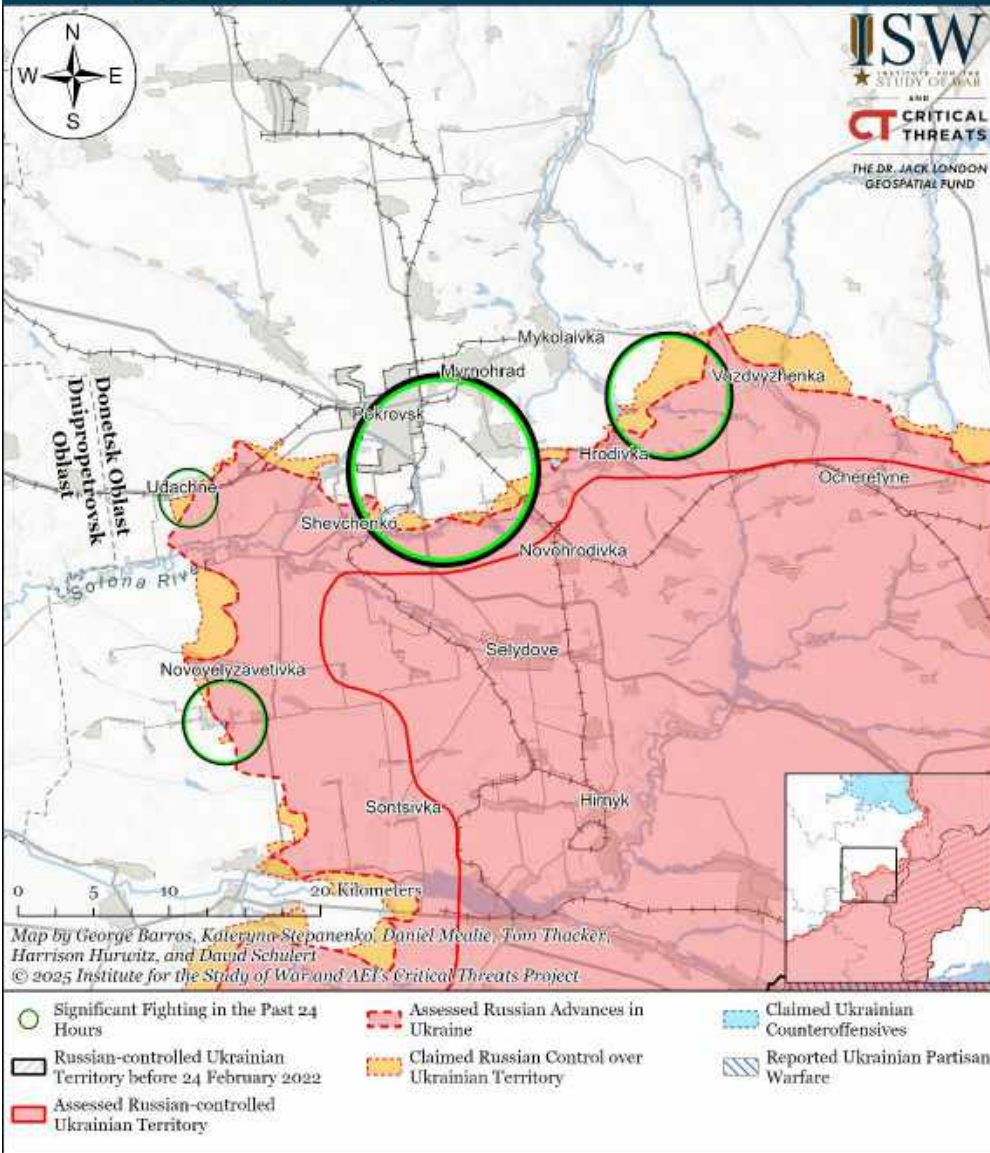 N
W
E
S
ISW
INSTITUTE FOR THE
STUDY OF WAR
AND
CT CRITICAL
THREATS
THE DR. JACK LONDON
GEOSPATIAL FUND
Mykolaivka
Myrnohrad
Vozdvyzhenka
Pokrovsk
Donetsk Oblast
Dnipropetrovsk
Oblast
Hrodivka
Udachne
Ocheretyne
Shevchenko
Novohrodivka
Solona River
Selydove
Novoyelyzavetivka
Sontsivka
Hirnyk
0 5 10 20 Kilometers
Map by George Barros, Kateryna Stepanenko, Daniel Mealie, Tom Thacker,
Harrison Hurwitz, and David Schulert
© 2025 Institute for the Study of War and AEI's Critical Threats Project
Significant Fighting in the Past 24
Hours
Russian-controlled Ukrainian
Territory before 24 February 2022
Assessed Russian-controlled
Ukrainian Territory
Assessed Russian Advances in
Ukraine
Claimed Russian Control over
Ukrainian Territory
Claimed Ukrainian
Counteroffensives
Reported Ukrainian Partisan
Warfare